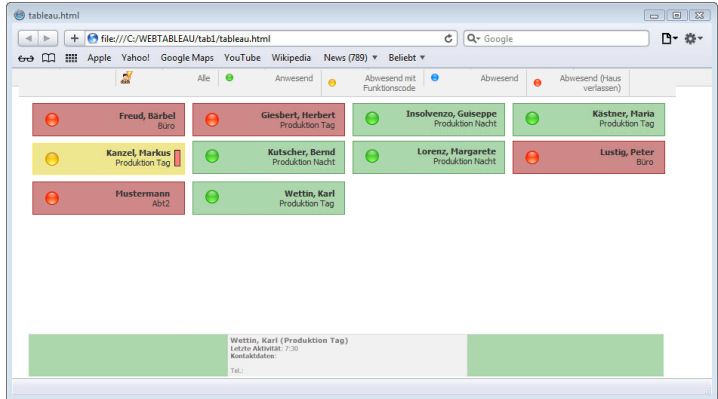 tableau.html
file:///C:/WEBTABLEAU/tab1/tableau.html
Q- Google
Apple Yahoo! Google Maps YouTube Wikipedia News (789) ▼ Beliebt ▼
Alle Anwesend Abwesend mit Funktionscode Abwesend Abwesend (Haus verlassen)
Freud, Bärbel
Büro
Giesbert, Herbert
Produktion Tag
Insolvenzo, Guiseppe
Produktion Nacht
Kästner, Maria
Produktion Tag
Kanzel, Markus
Produktion Tag
Kutscher, Bernd
Produktion Nacht
Lorenz, Margarete
Produktion Nacht
Lustig, Peter
Büro
Mustermann
Abt2
Wettin, Karl
Produktion Tag
Wettin, Karl (Produktion Tag)
Letzte Aktivität: 7:30
Kontaktdaten:
Tel.: